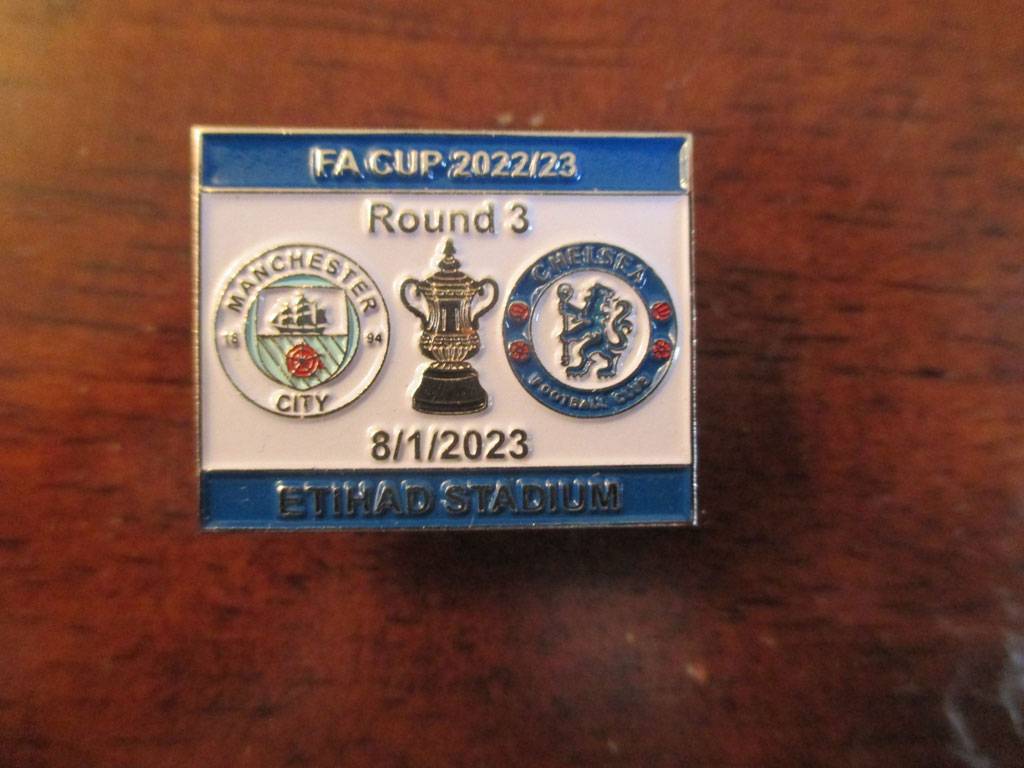 FA CUP 2022/23
Round 3
MANCHESTER
18 94
CITY
CHELSEA
FOOTBALL CLUB
8/1/2023
ETIHAD STADIUM